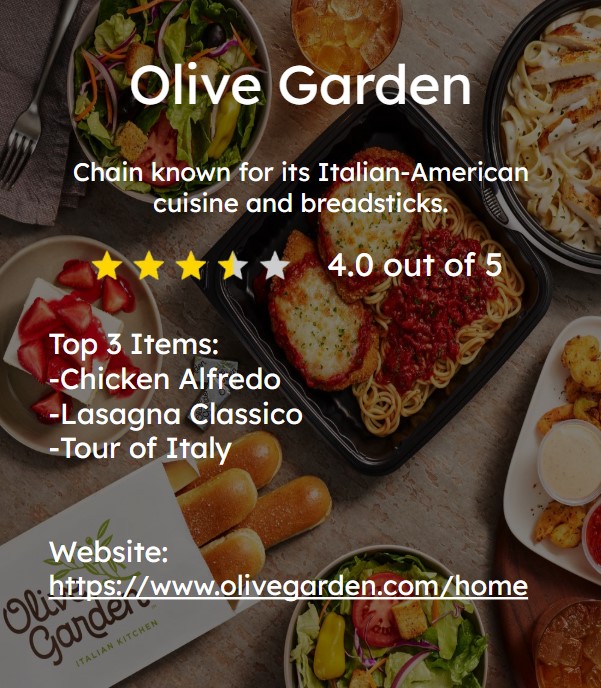 Olive Garden
Chain known for its Italian-American
cuisine and breadsticks.
4.0 out of 5
Top 3 Items:
-Chicken Alfredo
-Lasagna Classico
-Tour of Italy
Website:
https://www.olivegarden.com/home
Olive
Garden
ITALIAN KITCHEN